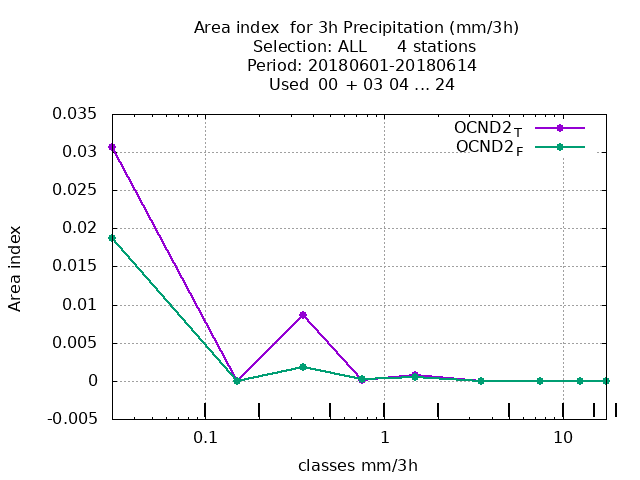 Area index  for 3h Precipitation (mm/3h)
Selection: ALL      4 stations
Period: 20180601-20180614
Used  00  + 03 04 ... 24
0.035
0.03
0.025
0.02
0.015
0.01
0.005
0
-0.005
0.1
1
10
Area index
classes mm/3h
OCND2T
OCND2F